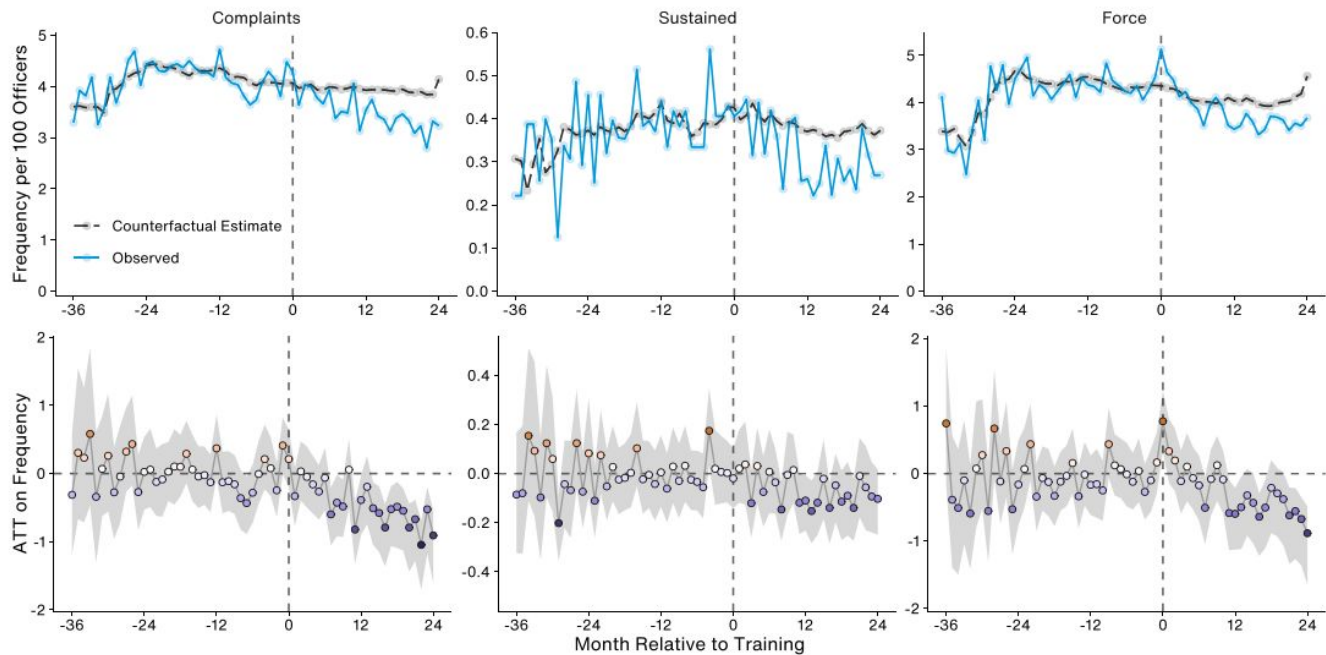 Complaints
Sustained
Force
Frequency per 100 Officers
5
4
3
2
1
0
-36 -24 -12 0 12 24
Counterfactual Estimate
Observed
0.6
0.5
0.4
0.3
0.2
0.1
0.0
-36 -24 -12 0 12 24
5
4
3
2
1
0
-36 -24 -12 0 12 24
ATT on Frequency
2
1
0
-1
-2
-36 -24 -12 0 12 24
0.4
0.2
0.0
-0.2
-0.4
-36 -24 -12 0 12 24
2
1
0
-1
-2
-36 -24 -12 0 12 24
Month Relative to Training